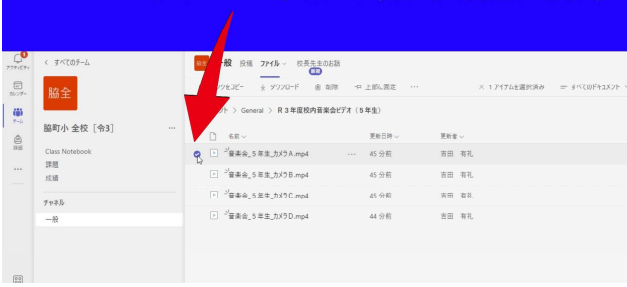 アクティビティ
< すべてのチーム
一般 投稿 ファイル 校長先生のお話
新規
カレンダー
脇全
ンクをコピー ダウンロード 削除 上部に固定 … × 1 アイテムを選択済み すべてのドキュメント
チーム
General > R３年度校内音楽会ビデオ（５年生）
脇町小 全校［令3］ …
課題
名前 更新日時 更新者
Class Notebook
音楽会_５年生_カメラA.mp4 … 45 分前 吉田 有礼
課題
音楽会_５年生_カメラB.mp4 45 分前 吉田 有礼
成績
音楽会_５年生_カメラC.mp4 45 分前 吉田 有礼
チャネル
音楽会_５年生_カメラD.mp4 44 分前 吉田 有礼
一般